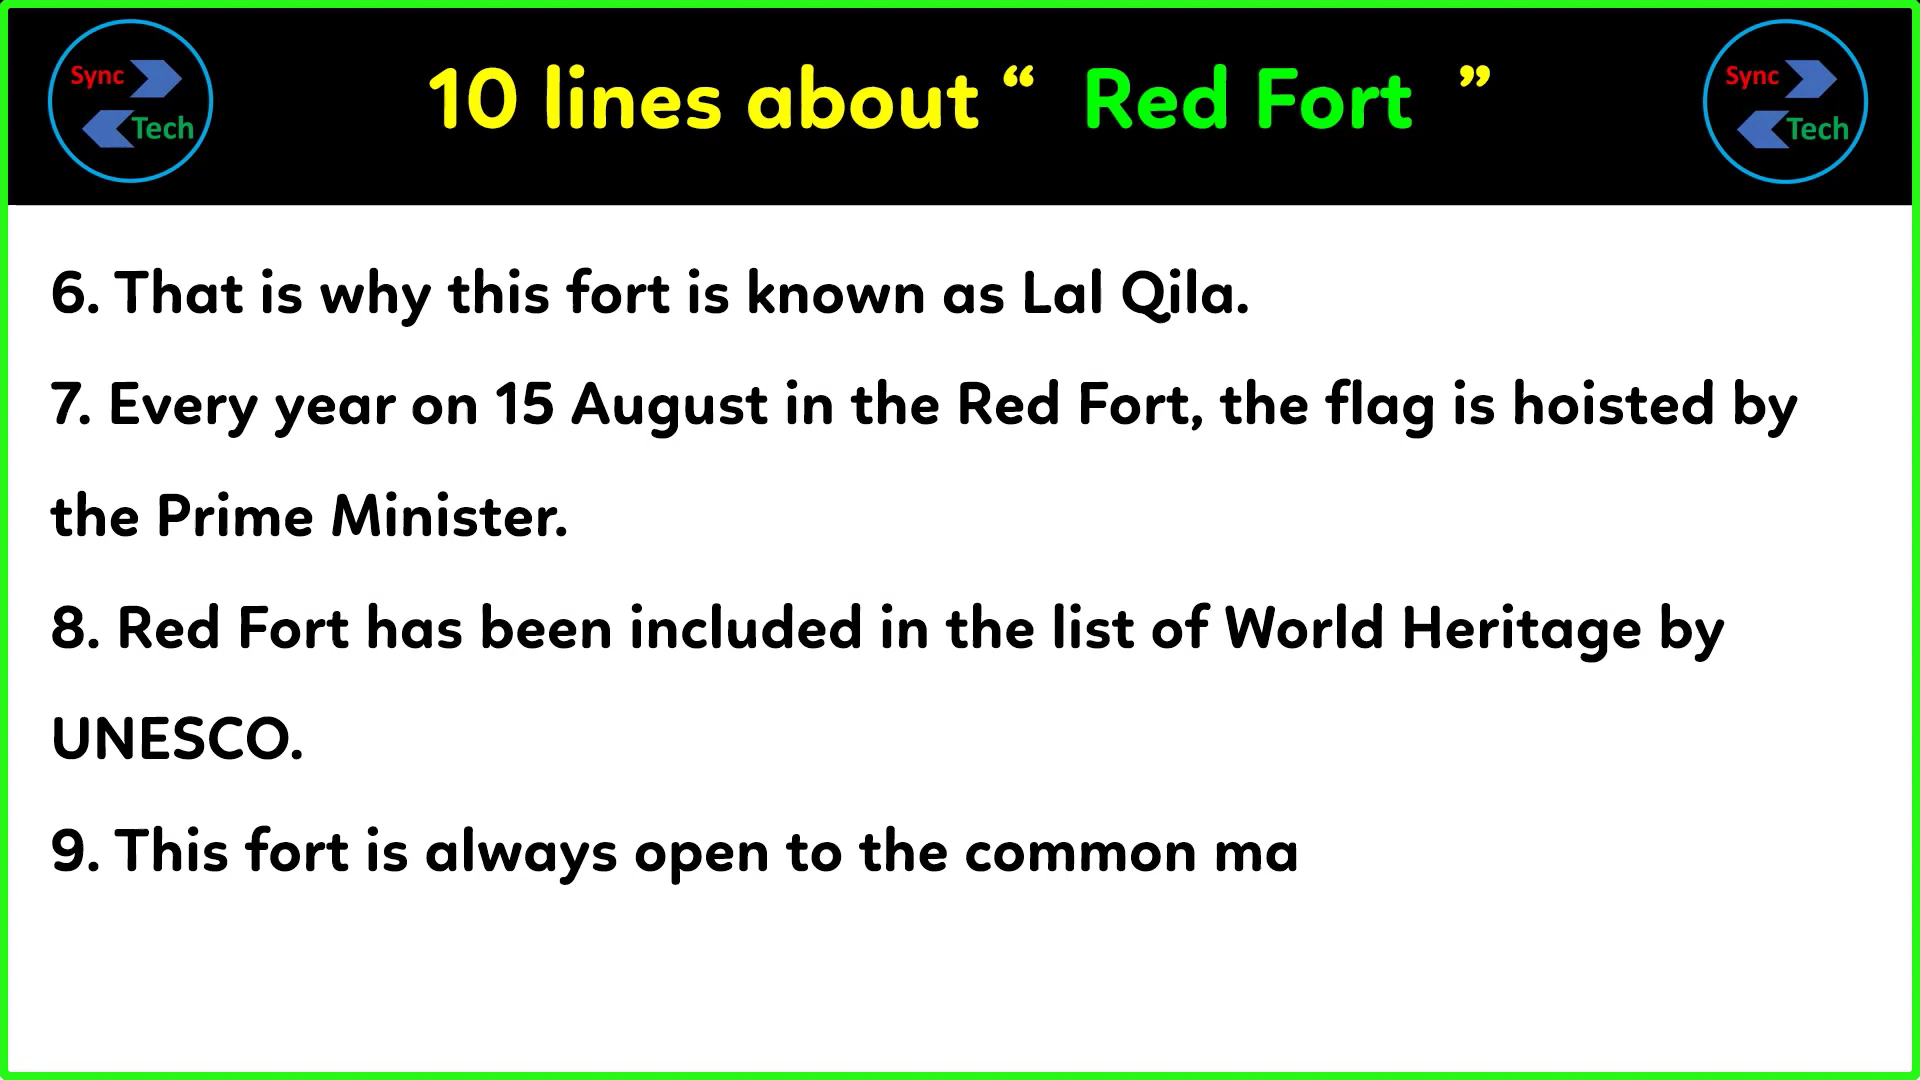 Sync
Tech
10 lines about “ Red Fort ”
Sync
Tech
6. That is why this fort is known as Lal Qila.
7. Every year on 15 August in the Red Fort, the flag is hoisted by
the Prime Minister.
8. Red Fort has been included in the list of World Heritage by
UNESCO.
9. This fort is always open to the common ma